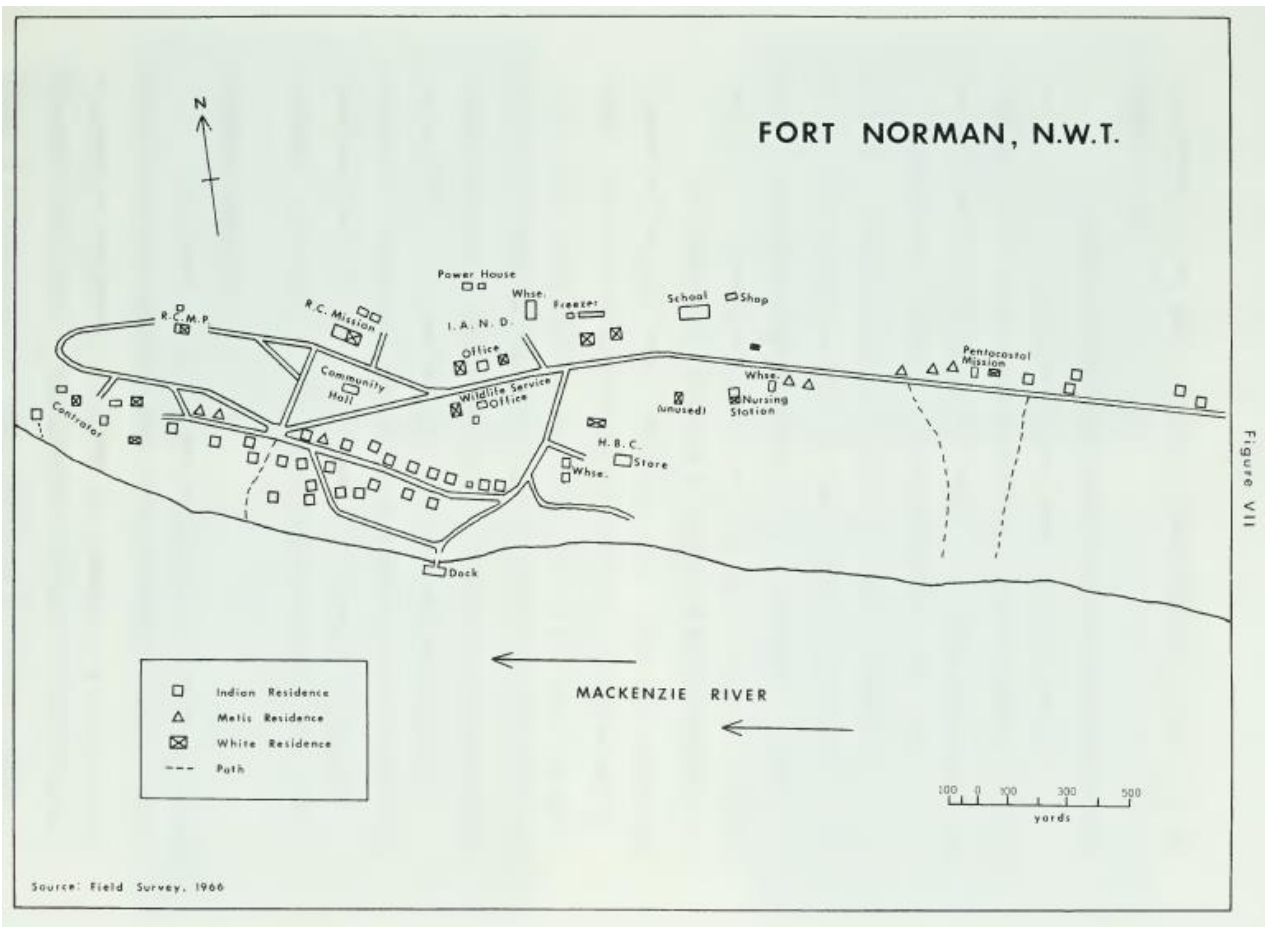 FORT NORMAN, N.W.T.
N
Power House
Whse.
Freezer
School
Shop
R.C.M.P.
R.C. Mission
I.A.N.D.
Office
Community
Hall
Wildlife Service
Office
Pentacostal
Mission
Whse.
(unused)
Nursing
Station
Contrator
H.B.C.
Store
Whse.
Dock
Figure VII
MACKENZIE RIVER
Indian Residence
Metis Residence
White Residence
Path
100 0 100 300 500
yards
Source: Field Survey, 1966